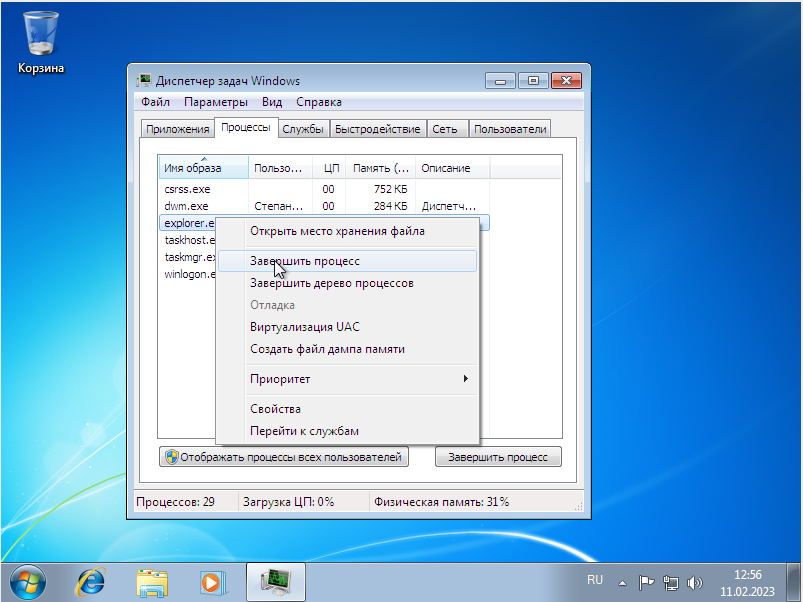 Корзина
Диспетчер задач Windows
Файл Параметры Вид Справка
Приложения Процессы Службы Быстродействие Сеть Пользователи
Имя образа Пользо... ЦП Память (... Описание
csrss.exe 00 752 КБ
dwm.exe Степан... 00 284 КБ Диспетч...
explorer.e
taskhost.e
taskmgr.ex
winlogon.e
Открыть место хранения файла
Завершить процесс
Завершить дерево процессов
Отладка
Виртуализация UAC
Создать файл дампа памяти
Приоритет
Свойства
Перейти к службам
Отображать процессы всех пользователей Завершить процесс
Процессов: 29 Загрузка ЦП: 0% Физическая память: 31%
RU 12:56
11.02.2023